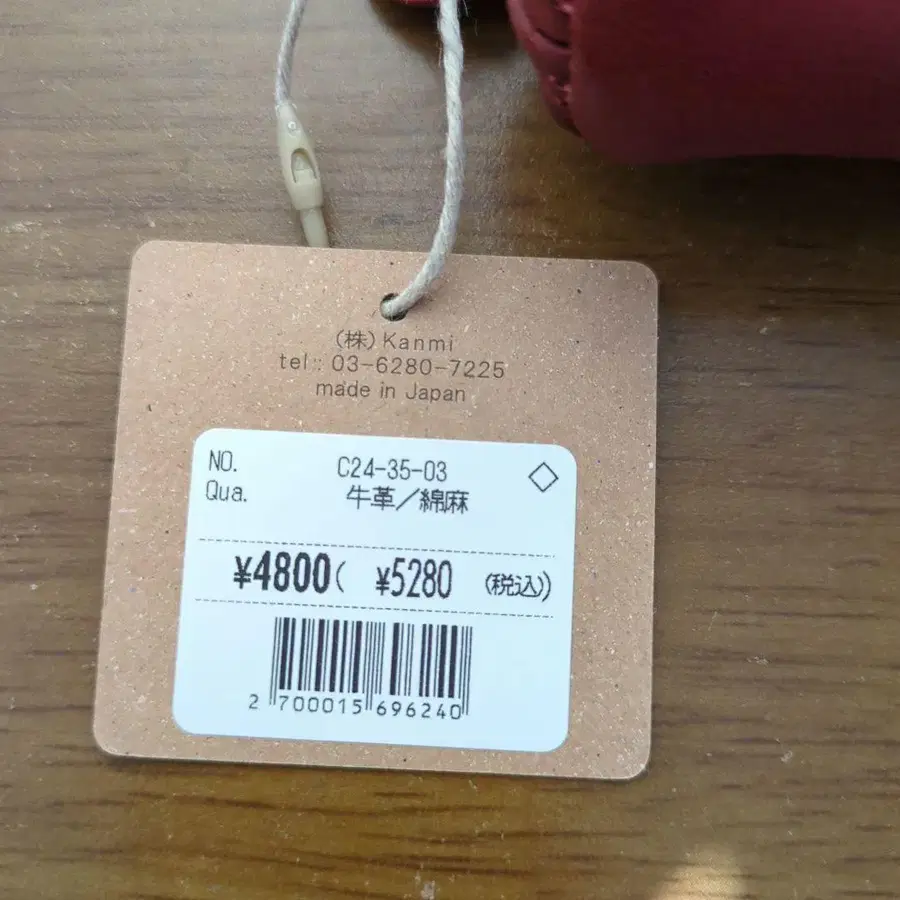 (株)Kanmi
tel:: 03-6280-7225
made in Japan
NO. C24-35-03
Qua. 牛革/綿麻
¥4800( ¥5280 (税込))
2 700015 696240